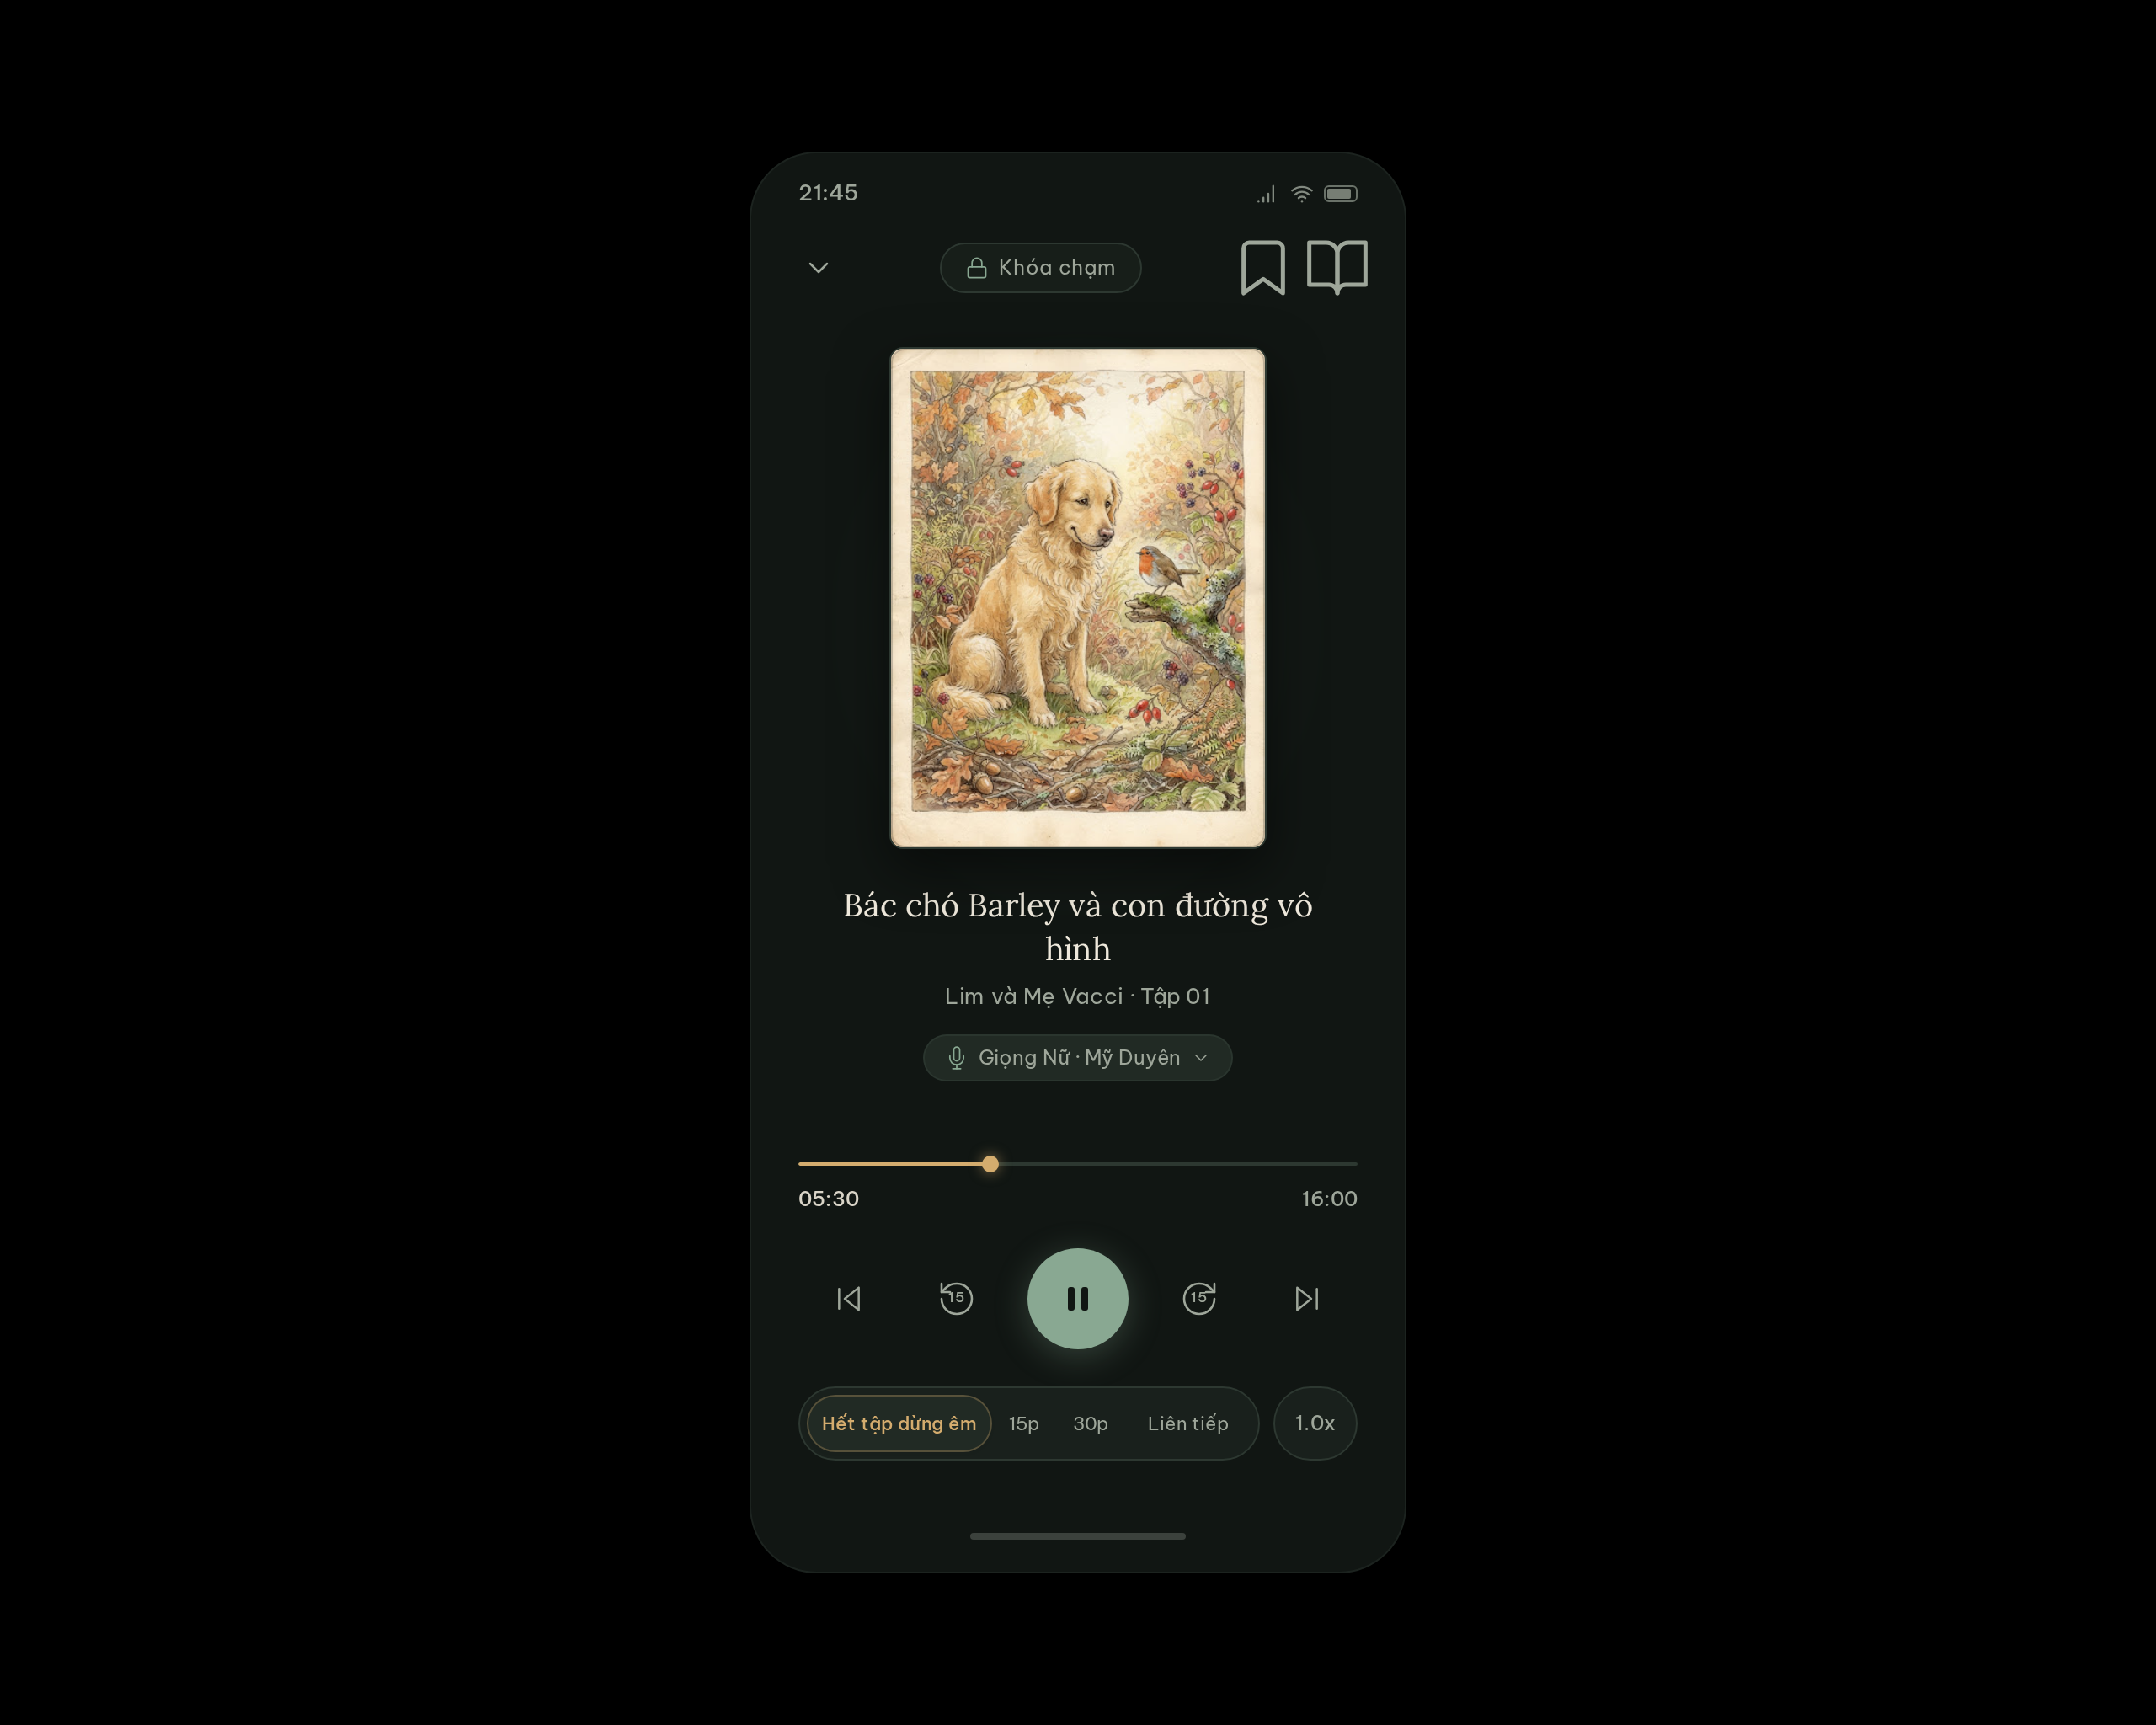 21:45
Khóa chạm
Bác chó Barley và con đường vô
hình
Lim và Mẹ Vacci · Tập 01
Giọng Nữ · Mỹ Duyên
05:30
16:00
15
15
Hết tập dừng êm
15p
30p
Liên tiếp
1.0x